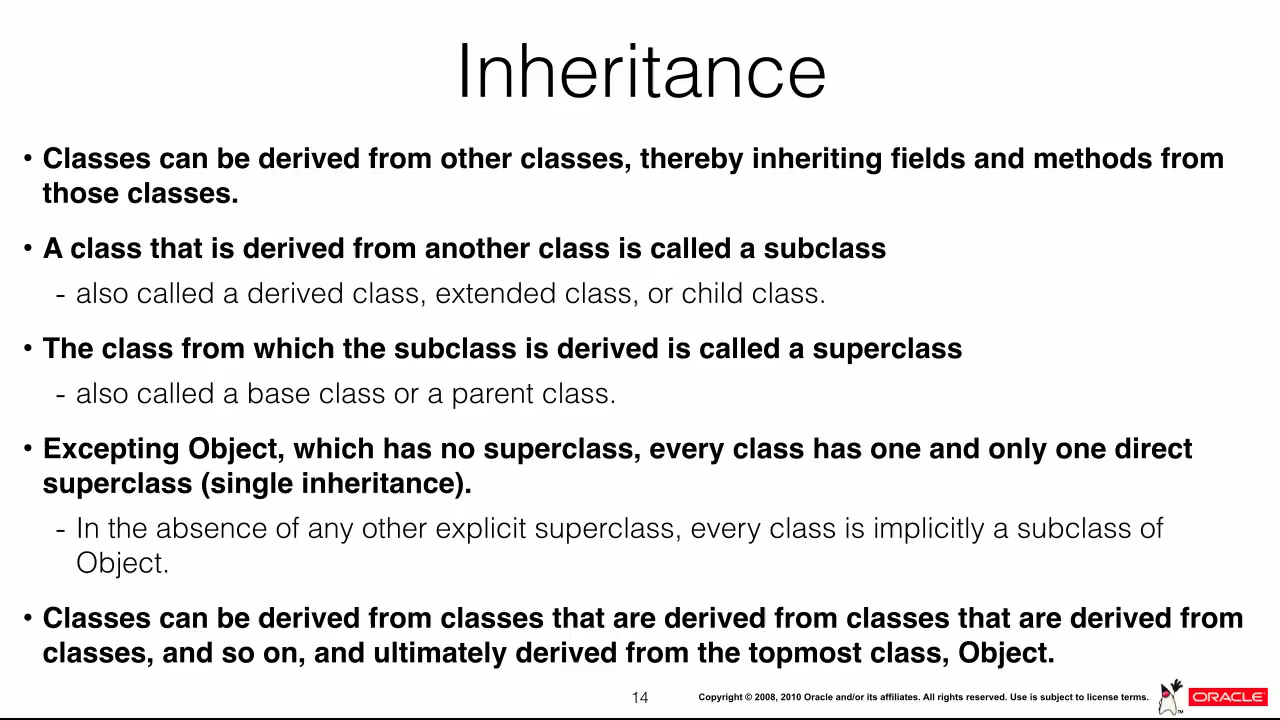 Inheritance
• Classes can be derived from other classes, thereby inheriting fields and methods from
those classes.
• A class that is derived from another class is called a subclass
- also called a derived class, extended class, or child class.
• The class from which the subclass is derived is called a superclass
- also called a base class or a parent class.
• Excepting Object, which has no superclass, every class has one and only one direct
superclass (single inheritance).
- In the absence of any other explicit superclass, every class is implicitly a subclass of
Object.
• Classes can be derived from classes that are derived from classes that are derived from
classes, and so on, and ultimately derived from the topmost class, Object.
14 Copyright © 2008, 2010 Oracle and/or its affiliates. All rights reserved. Use is subject to license terms. ™ ORACLE®